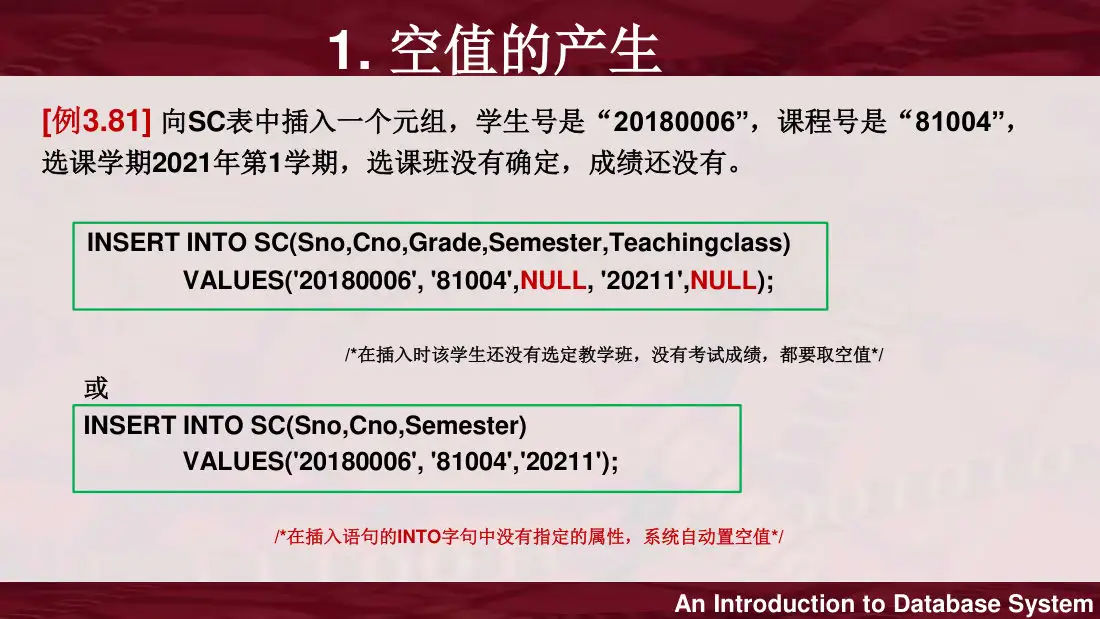 1. 空值的产生
[例3.81] 向SC表中插入一个元组，学生号是“20180006”，课程号是“81004”，
选课学期2021年第1学期，选课班没有确定，成绩还没有。
INSERT INTO SC(Sno,Cno,Grade,Semester,Teachingclass)
VALUES('20180006', '81004',NULL, '20211',NULL);
/*在插入时该学生还没有选定教学班，没有考试成绩，都要取空值*/
或
INSERT INTO SC(Sno,Cno,Semester)
VALUES('20180006', '81004','20211');
/*在插入语句的INTO字句中没有指定的属性，系统自动置空值*/
An Introduction to Database System